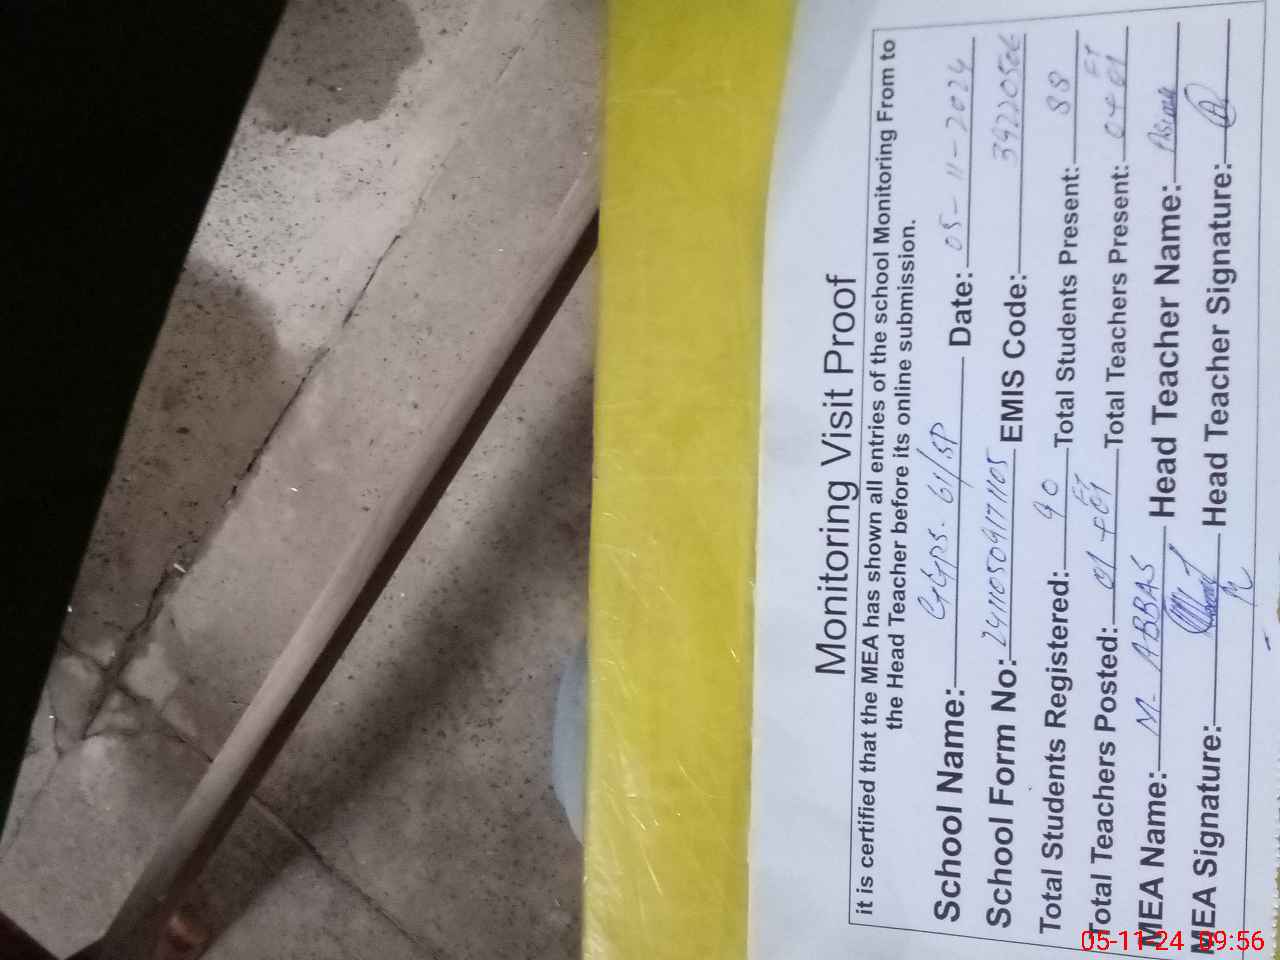 Monitoring Visit Proof
it is certified that the MEA has shown all entries of the school Monitoring From to
the Head Teacher before its online submission.
School Name: GGPS. 61/SP Date: 05-11-2024
School Form No: EMIS Code: 39220506
Total Students Registered: 90 Total Students Present: 88
Total Teachers Posted: 01 + 01 Total Teachers Present: 01
MEA Name: M- ABBAS Head Teacher Name:
MEA Signature: Head Teacher Signature:
05-11-24 09:56